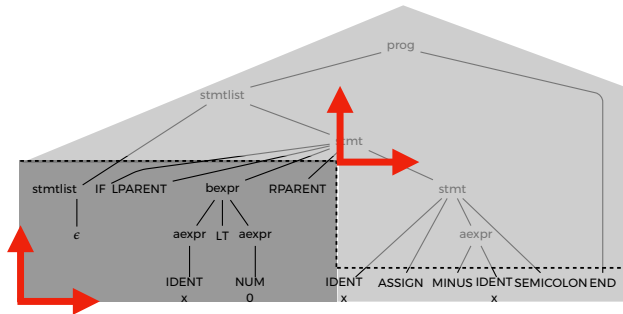 prog
stmtlist
stmt
stmtlist IF LPARENT bexpr RPARENT stmt
ϵ aexpr LT aexpr aexpr
IDENT NUM IDENT ASSIGN MINUS IDENT SEMICOLON END
x 0 x x